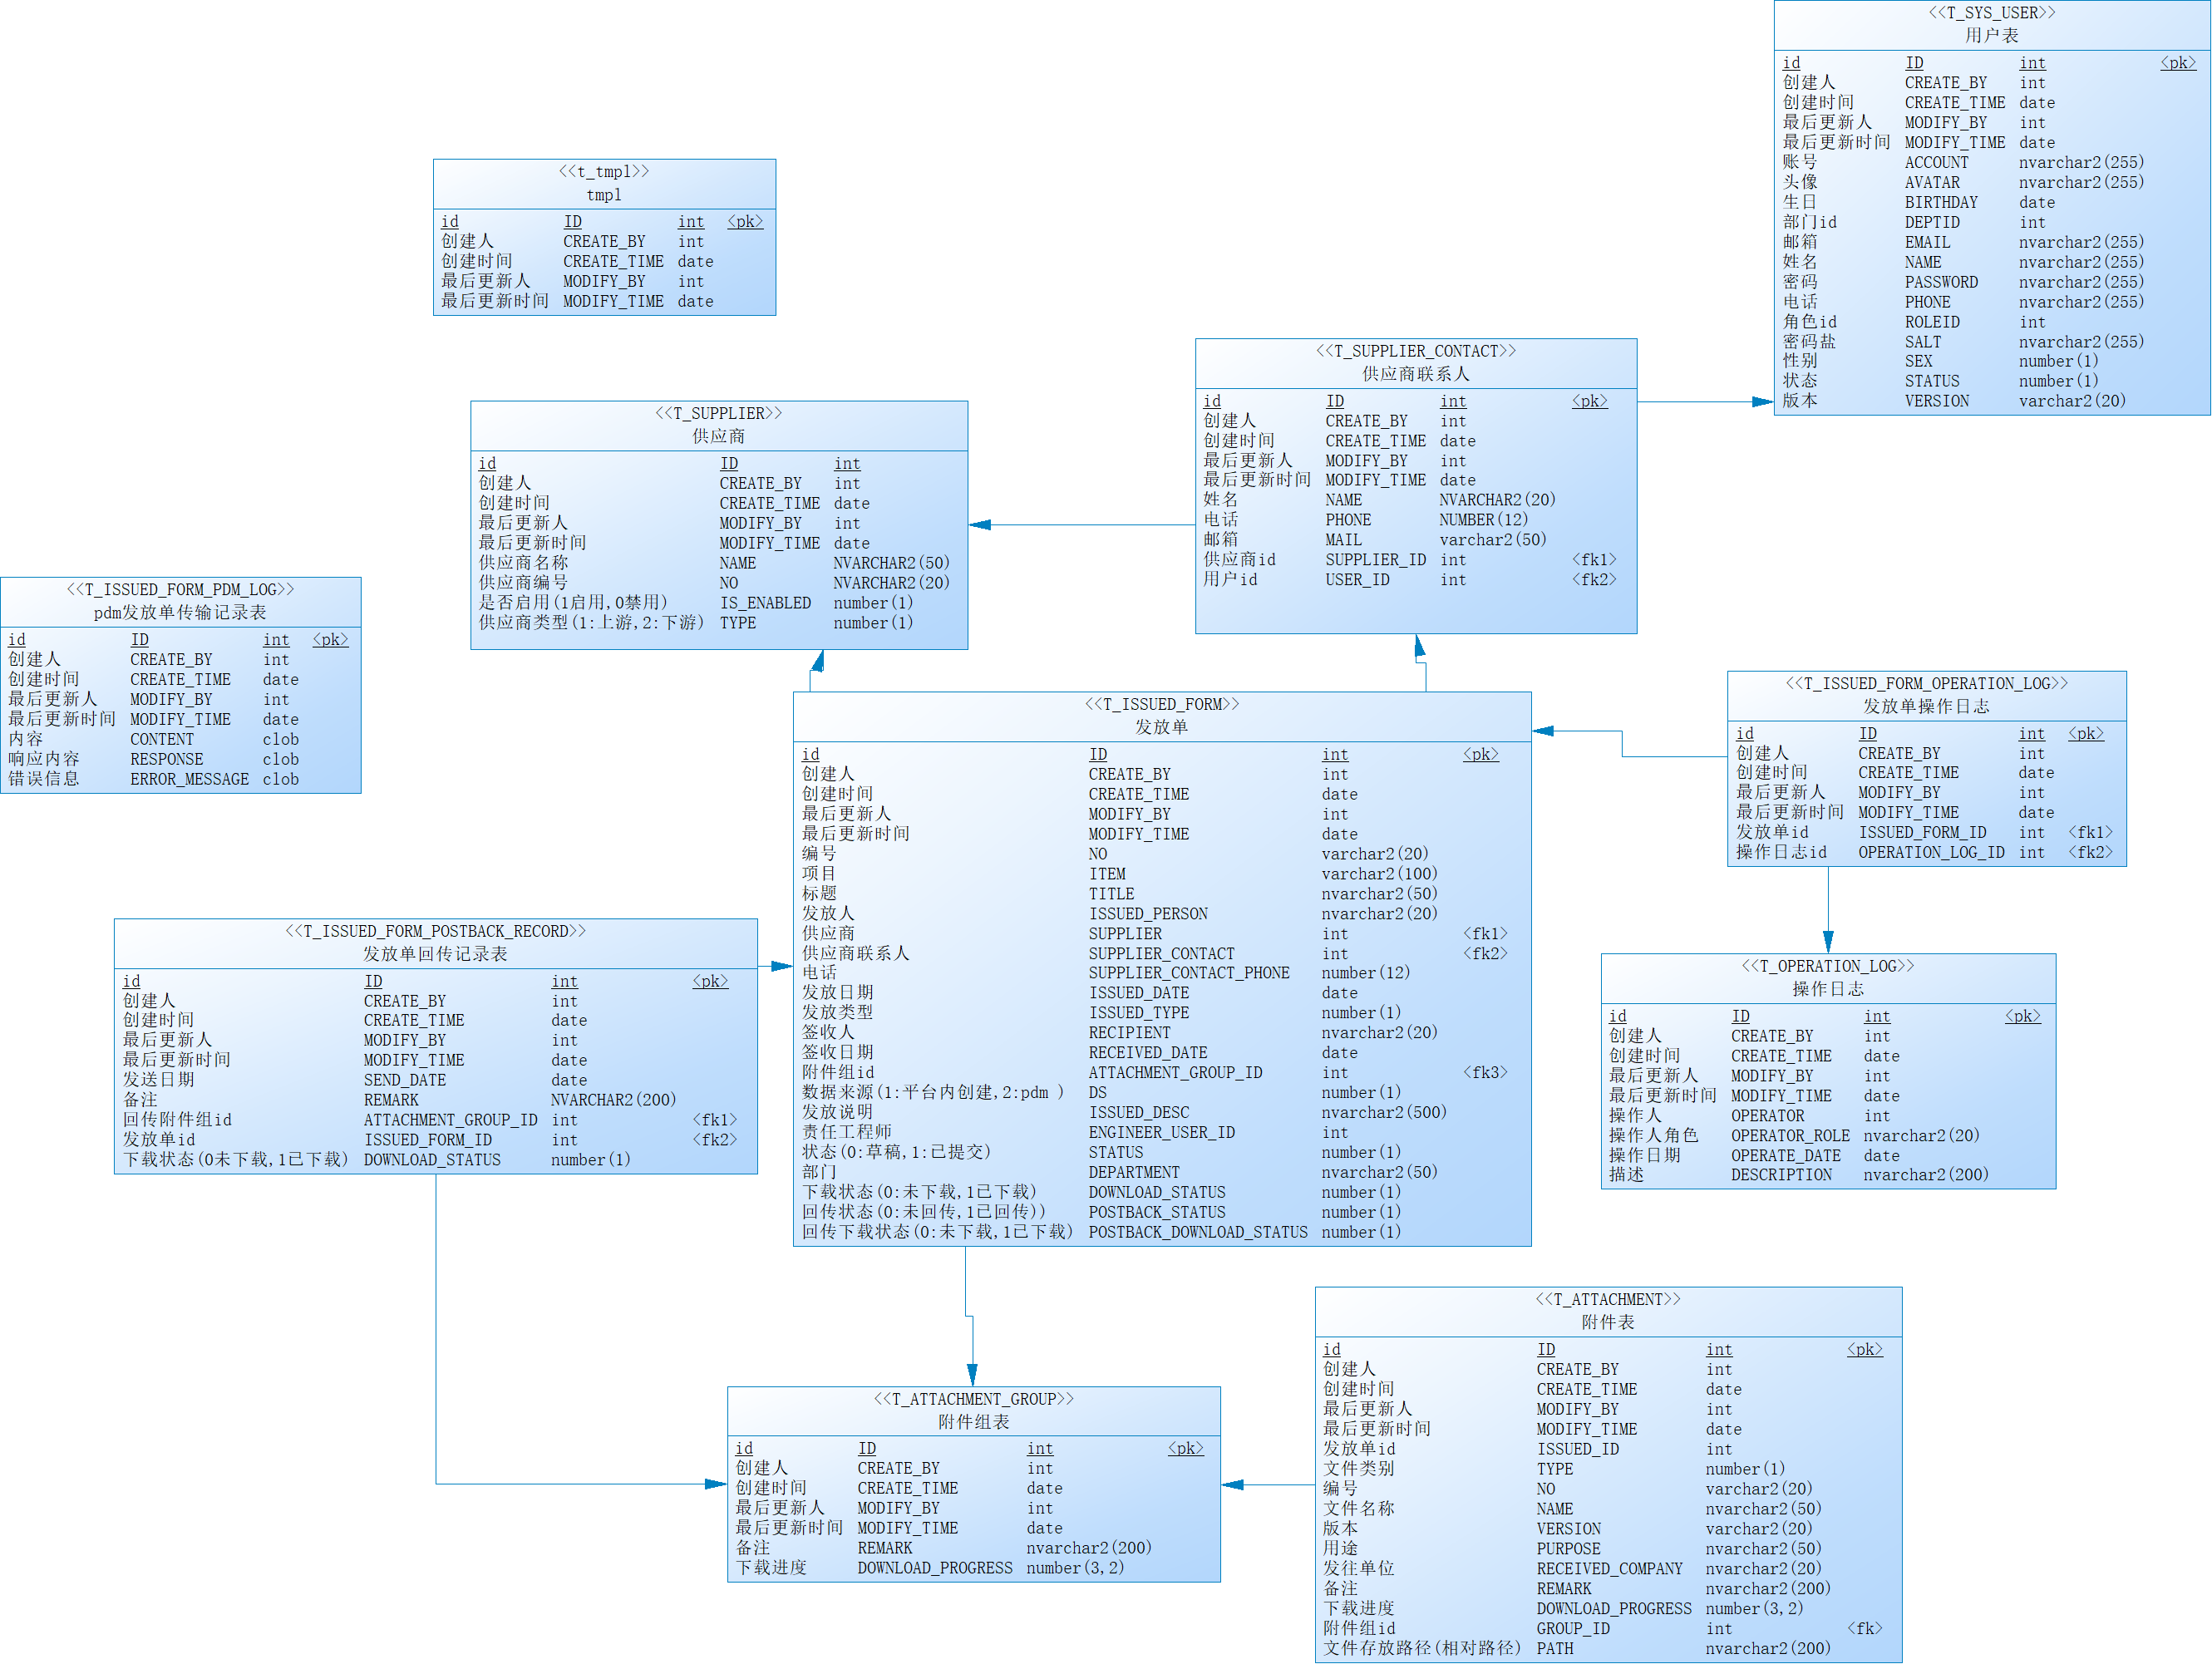 <<T_SYS_USER>>
用户表
id ID int <pk>
创建人 CREATE_BY int
创建时间 CREATE_TIME date
最后更新人 MODIFY_BY int
最后更新时间 MODIFY_TIME date
账号 ACCOUNT nvarchar2(255)
头像 AVATAR nvarchar2(255)
生日 BIRTHDAY date
部门id DEPTID int
邮箱 EMAIL nvarchar2(255)
姓名 NAME nvarchar2(255)
密码 PASSWORD nvarchar2(255)
电话 PHONE nvarchar2(255)
角色id ROLEID int
密码盐 SALT nvarchar2(255)
性别 SEX number(1)
状态 STATUS number(1)
版本 VERSION varchar2(20)
<<t_tmpl>>
tmpl
id ID int <pk>
创建人 CREATE_BY int
创建时间 CREATE_TIME date
最后更新人 MODIFY_BY int
最后更新时间 MODIFY_TIME date
<<T_SUPPLIER_CONTACT>>
供应商联系人
id ID int <pk>
创建人 CREATE_BY int
创建时间 CREATE_TIME date
最后更新人 MODIFY_BY int
最后更新时间 MODIFY_TIME date
姓名 NAME NVARCHAR2(20)
电话 PHONE NUMBER(12)
邮箱 MAIL varchar2(50)
供应商id SUPPLIER_ID int <fk1>
用户id USER_ID int <fk2>
<<T_SUPPLIER>>
供应商
id ID int
创建人 CREATE_BY int
创建时间 CREATE_TIME date
最后更新人 MODIFY_BY int
最后更新时间 MODIFY_TIME date
供应商名称 NAME NVARCHAR2(50)
供应商编号 NO NVARCHAR2(20)
是否启用(1启用,0禁用) IS_ENABLED number(1)
供应商类型(1:上游,2:下游) TYPE number(1)
<<T_ISSUED_FORM_PDM_LOG>>
pdm发放单传输记录表
id ID int <pk>
创建人 CREATE_BY int
创建时间 CREATE_TIME date
最后更新人 MODIFY_BY int
最后更新时间 MODIFY_TIME date
内容 CONTENT clob
响应内容 RESPONSE clob
错误信息 ERROR_MESSAGE clob
<<T_ISSUED_FORM>>
发放单
id ID int <pk>
创建人 CREATE_BY int
创建时间 CREATE_TIME date
最后更新人 MODIFY_BY int
最后更新时间 MODIFY_TIME date
编号 NO varchar2(20)
项目 ITEM varchar2(100)
标题 TITLE nvarchar2(50)
发放人 ISSUED_PERSON nvarchar2(20)
供应商 SUPPLIER int <fk1>
供应商联系人 SUPPLIER_CONTACT int <fk2>
电话 SUPPLIER_CONTACT_PHONE number(12)
发放日期 ISSUED_DATE date
发放类型 ISSUED_TYPE number(1)
签收人 RECIPIENT nvarchar2(20)
签收日期 RECEIVED_DATE date
附件组id ATTACHMENT_GROUP_ID int <fk3>
数据来源(1:平台内创建,2:pdm ) DS number(1)
发放说明 ISSUED_DESC nvarchar2(500)
责任工程师 ENGINEER_USER_ID int
状态(0:草稿,1:已提交) STATUS number(1)
部门 DEPARTMENT nvarchar2(50)
下载状态(0:未下载,1已下载) DOWNLOAD_STATUS number(1)
回传状态(0:未回传,1已回传)) POSTBACK_STATUS number(1)
回传下载状态(0:未下载,1已下载) POSTBACK_DOWNLOAD_STATUS number(1)
<<T_ISSUED_FORM_OPERATION_LOG>>
发放单操作日志
id ID int <pk>
创建人 CREATE_BY int
创建时间 CREATE_TIME date
最后更新人 MODIFY_BY int
最后更新时间 MODIFY_TIME date
发放单id ISSUED_FORM_ID int <fk1>
操作日志id OPERATION_LOG_ID int <fk2>
<<T_ISSUED_FORM_POSTBACK_RECORD>>
发放单回传记录表
id ID int <pk>
创建人 CREATE_BY int
创建时间 CREATE_TIME date
最后更新人 MODIFY_BY int
最后更新时间 MODIFY_TIME date
发送日期 SEND_DATE date
备注 REMARK NVARCHAR2(200)
回传附件组id ATTACHMENT_GROUP_ID int <fk1>
发放单id ISSUED_FORM_ID int <fk2>
下载状态(0未下载,1已下载) DOWNLOAD_STATUS number(1)
<<T_OPERATION_LOG>>
操作日志
id ID int <pk>
创建人 CREATE_BY int
创建时间 CREATE_TIME date
最后更新人 MODIFY_BY int
最后更新时间 MODIFY_TIME date
操作人 OPERATOR int
操作人角色 OPERATOR_ROLE nvarchar2(20)
操作日期 OPERATE_DATE date
描述 DESCRIPTION nvarchar2(200)
<<T_ATTACHMENT>>
附件表
id ID int <pk>
创建人 CREATE_BY int
创建时间 CREATE_TIME date
最后更新人 MODIFY_BY int
最后更新时间 MODIFY_TIME date
发放单id ISSUED_ID int
文件类别 TYPE number(1)
编号 NO varchar2(20)
文件名称 NAME nvarchar2(50)
版本 VERSION varchar2(20)
用途 PURPOSE nvarchar2(50)
发往单位 RECEIVED_COMPANY nvarchar2(20)
备注 REMARK nvarchar2(200)
下载进度 DOWNLOAD_PROGRESS number(3,2)
附件组id GROUP_ID int <fk>
文件存放路径(相对路径) PATH nvarchar2(200)
<<T_ATTACHMENT_GROUP>>
附件组表
id ID int <pk>
创建人 CREATE_BY int
创建时间 CREATE_TIME date
最后更新人 MODIFY_BY int
最后更新时间 MODIFY_TIME date
备注 REMARK nvarchar2(200)
下载进度 DOWNLOAD_PROGRESS number(3,2)